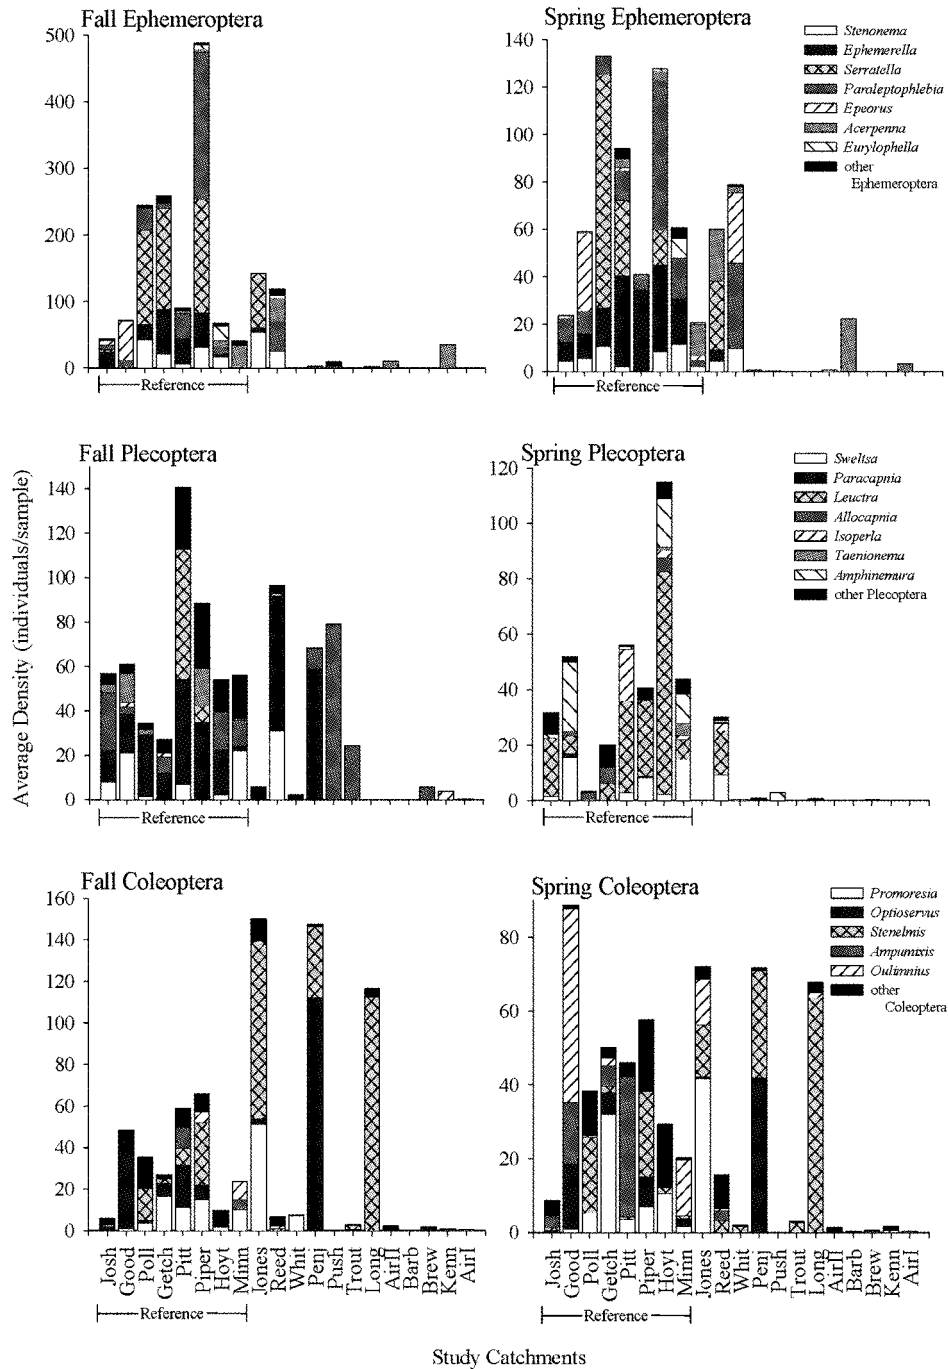 Fall Ephemeroptera
500
400
300
200
100
0
Reference
Spring Ephemeroptera
140
120
100
80
60
40
20
0
Reference
Stenonema
Ephemerella
Serratella
Paraleptophlebia
Epeorus
Acerpenna
Eurylophella
other
Ephemeroptera
Average Density (individuals/sample)
Fall Plecoptera
140
120
100
80
60
40
20
0
Reference
Spring Plecoptera
120
100
80
60
40
20
0
Reference
Sweltsa
Paracapnia
Leuctra
Allocapnia
Isoperla
Taenionema
Amphinemura
other Plecoptera
Fall Coleoptera
160
140
120
100
80
60
40
20
0
Josh
Good
Poll
Getch
Pitt
Piper
Hoyt
Minn
Jones
Reed
Whit
Penj
Push
Trout
Long
AirII
Barb
Brew
Kenn
AirI
Reference
Spring Coleoptera
80
60
40
20
0
Promoresia
Optioservus
Stenelmis
Ampumixis
Oulimnius
other
Coleoptera
Josh
Good
Poll
Getch
Pitt
Piper
Hoyt
Minn
Jones
Reed
Whit
Penj
Push
Trout
Long
AirII
Barb
Brew
Kenn
AirI
Reference
Study Catchments